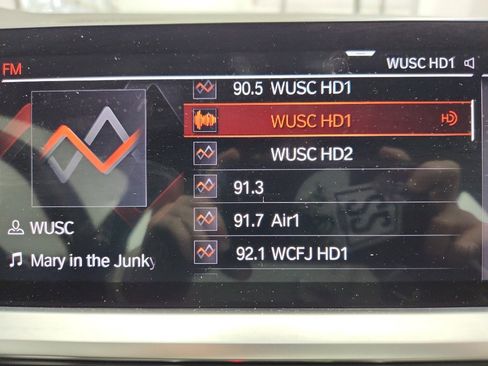 WUSC HD1
FM
90.5 WUSC HD1
WUSC HD1 HD
WUSC HD2
91.3
WUSC
91.7 Air1
Mary in the Junky
92.1 WCFJ HD1